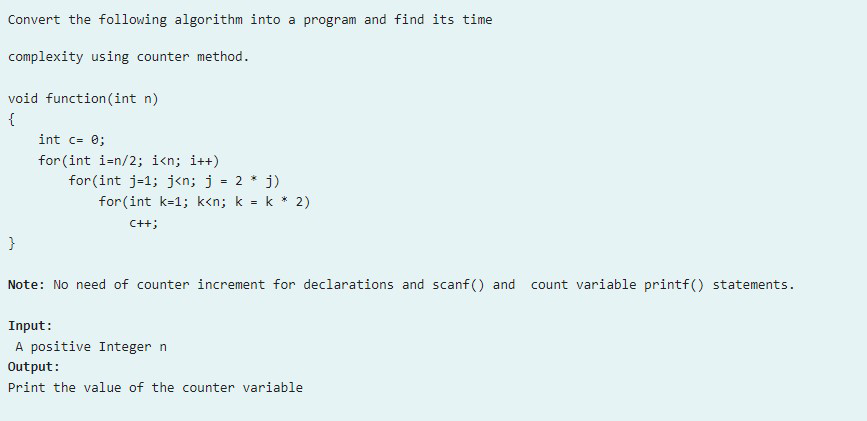 Convert the following algorithm into a program and find its time
complexity using counter method.
void function(int n)
{
    int c= 0;
    for(int i=n/2; i<n; i++)
        for(int j=1; j<n; j = 2 * j)
            for(int k=1; k<n; k = k * 2)
                c++;
}
Note: No need of counter increment for declarations and scanf() and  count variable printf() statements.
Input:
 A positive Integer n
Output:
Print the value of the counter variable